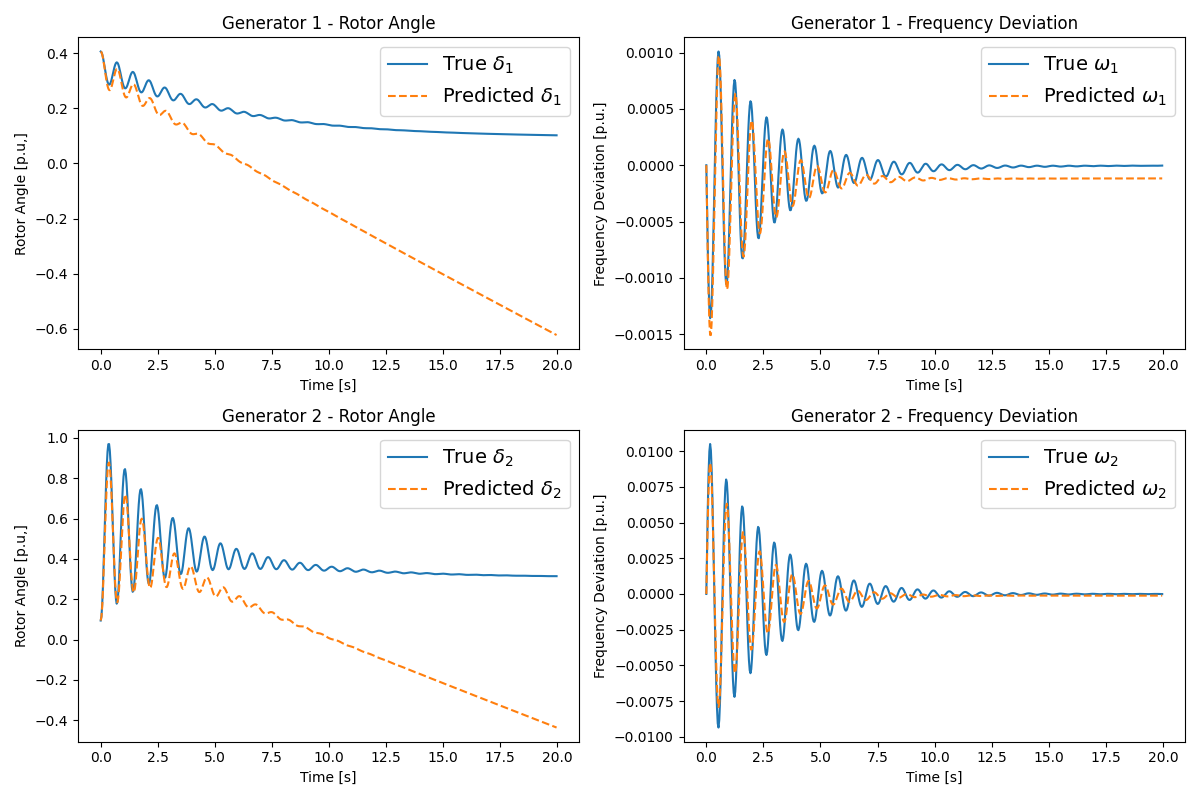 Generator 1 - Rotor Angle
Rotor Angle [p.u,]
0.4
0.2
0.0
−0.2
−0.4
−0.6
True δ₁
Predicted δ₁
0.0 2.5 5.0 7.5 10.0 12.5 15.0 17.5 20.0
Time [s]
Generator 1 - Frequency Deviation
Frequency Deviation [p.u.]
0.0010
0.0005
0.0000
−0.0005
−0.0010
−0.0015
True ω₁
Predicted ω₁
0.0 2.5 5.0 7.5 10.0 12.5 15.0 17.5 20.0
Time [s]
Generator 2 - Rotor Angle
Rotor Angle [p.u,]
1.0
0.8
0.6
0.4
0.2
0.0
−0.2
−0.4
True δ₂
Predicted δ₂
0.0 2.5 5.0 7.5 10.0 12.5 15.0 17.5 20.0
Time [s]
Generator 2 - Frequency Deviation
Frequency Deviation [p.u.]
0.0100
0.0075
0.0050
0.0025
0.0000
−0.0025
−0.0050
−0.0075
−0.0100
True ω₂
Predicted ω₂
0.0 2.5 5.0 7.5 10.0 12.5 15.0 17.5 20.0
Time [s]